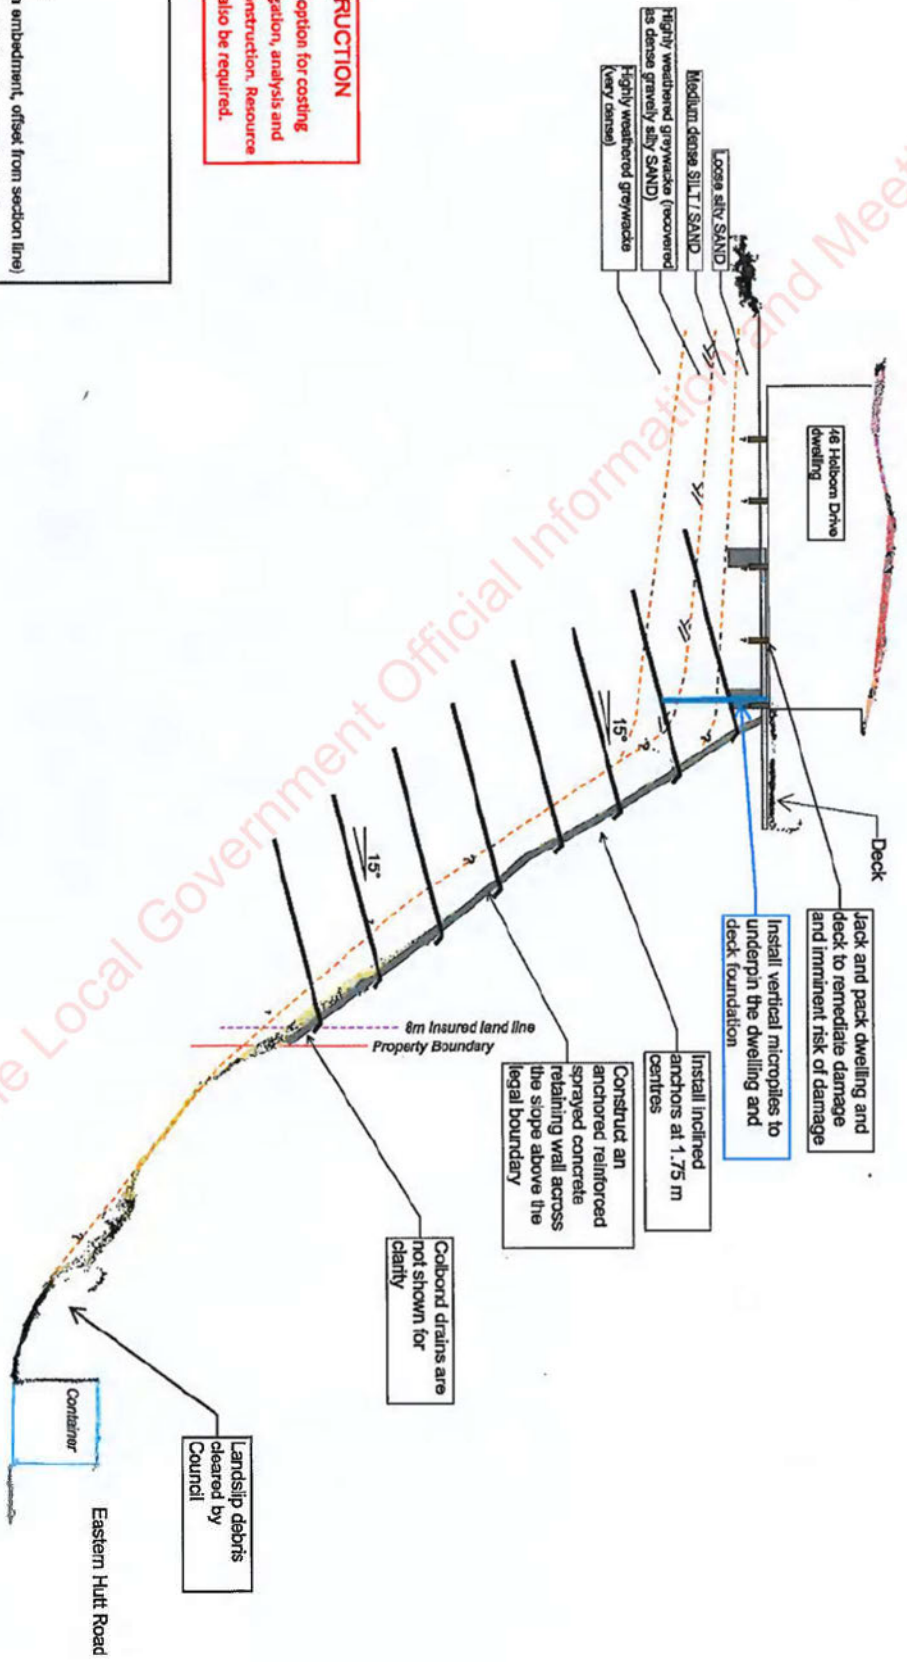 RUCTION
option for costing
gation, analysis and
nstruction. Resource
also be required.
n embedment, offset from section line)
Highly weathered greywacke
(very dense)
Highly weathered greywacke (recovered
as dense gravelly silty SAND)
Medium dense SILT / SAND
Loose silty SAND
46 Holborn Drive
dwelling
Deck
Jack and pack dwelling and
deck to remediate damage
and imminent risk of damage
Install vertical micropiles to
underpin the dwelling and
deck foundation
Install inclined
anchors at 1.75 m
centres
Construct an
anchored reinforced
sprayed concrete
retaining wall across
the slope above the
legal boundary
15°
15°
?
?
?
?
?
?
8m insured land line
Property Boundary
Colbond drains are
not shown for
clarity
Landslip debris
cleared by
Council
Container
Eastern Hutt Road
e Local Government Official Information and Meeti